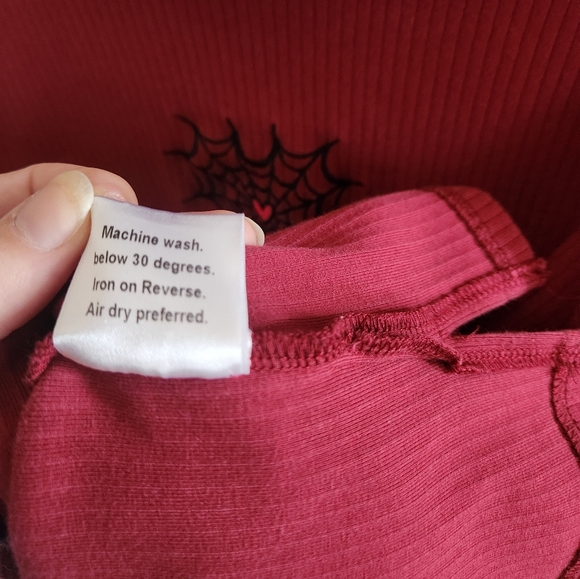 Machine wash.
below 30 degrees.
Iron on Reverse.
Air dry preferred.